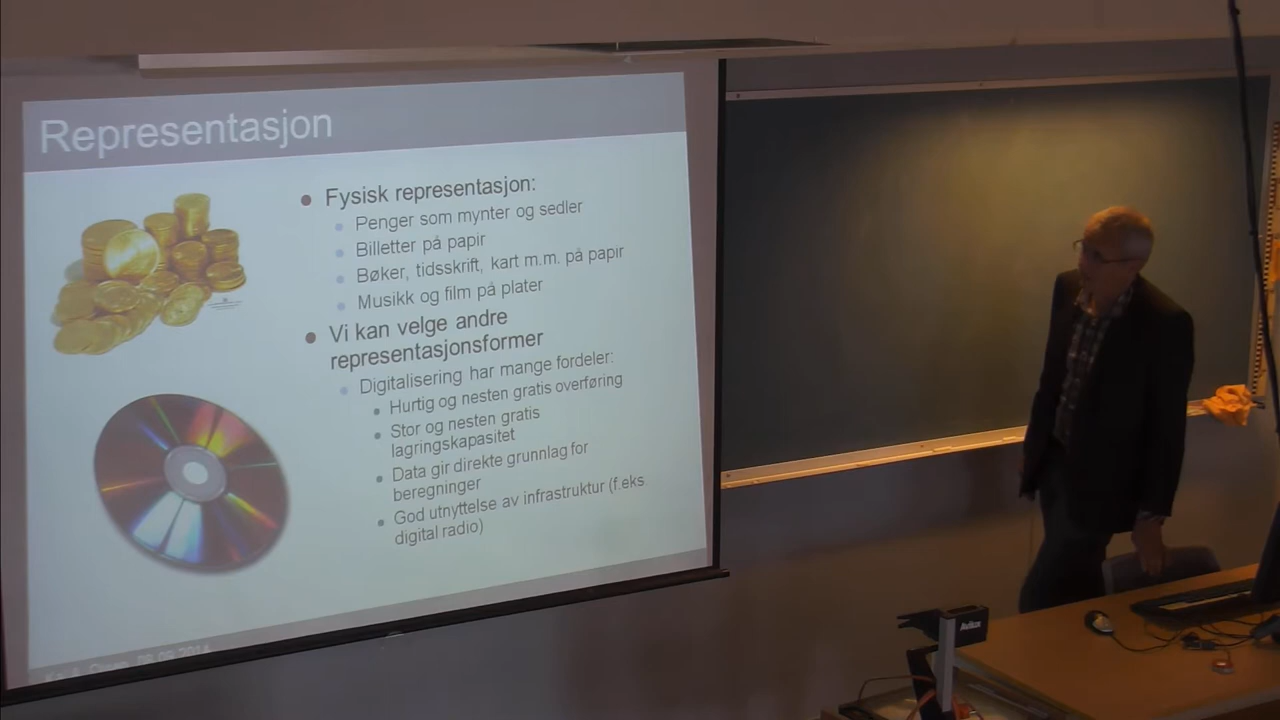 Representasjon
Fysisk representasjon:
Penger som mynter og sedler
Billetter på papir
Bøker, tidsskrift, kart m.m. på papir
Musikk og film på plater
Vi kan velge andre
representasjonsformer
Digitalisering har mange fordeler:
Hurtig og nesten gratis overføring
Stor og nesten gratis
lagringskapasitet
Data gir direkte grunnlag for
beregninger
God utnyttelse av infrastruktur (f.eks
digital radio)